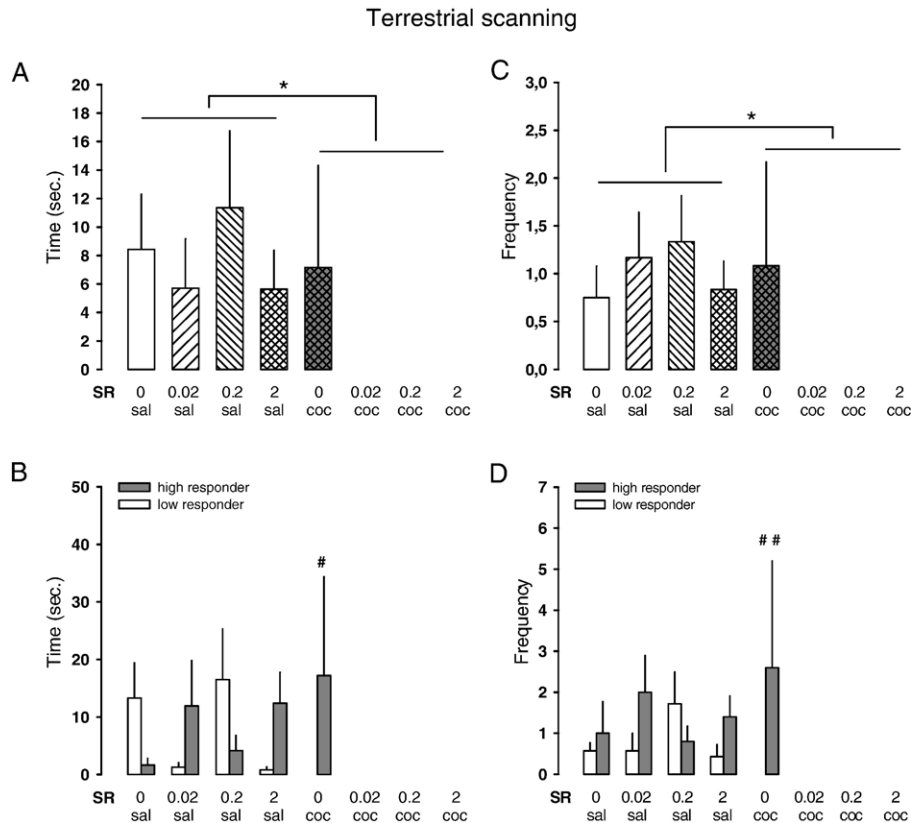 Terrestrial scanning
A
Time (sec.)
20
18
16
14
12
10
8
6
4
2
0
*
SR 0 0.02 0.2 2 0 0.02 0.2 2
sal sal sal sal coc coc coc coc
C
Frequency
3,0
2,5
2,0
1,5
1,0
0,5
0,0
*
SR 0 0.02 0.2 2 0 0.02 0.2 2
sal sal sal sal coc coc coc coc
B
Time (sec.)
50
40
30
20
10
0
high responder
low responder
#
SR 0 0.02 0.2 2 0 0.02 0.2 2
sal sal sal sal coc coc coc coc
D
Frequency
7
6
5
4
3
2
1
0
high responder
low responder
# #
SR 0 0.02 0.2 2 0 0.02 0.2 2
sal sal sal sal coc coc coc coc